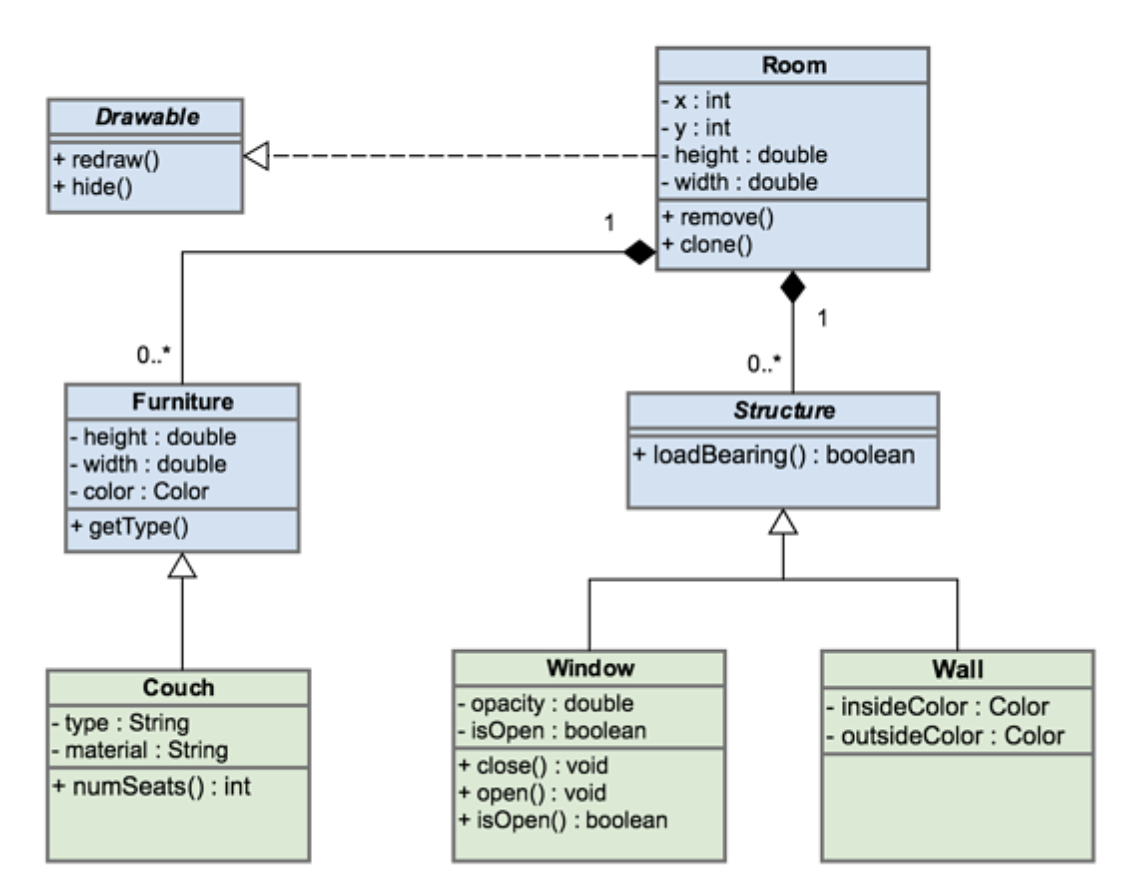 Room
- x : int
- y : int
- height : double
- width : double
+ remove()
+ clone()
Drawable
+ redraw()
+ hide()
1
0..*
1
0..*
Furniture
- height : double
- width : double
- color : Color
+ getType()
Structure
+ loadBearing() : boolean
Couch
- type : String
- material : String
+ numSeats() : int
Window
- opacity : double
- isOpen : boolean
+ close() : void
+ open() : void
+ isOpen() : boolean
Wall
- insideColor : Color
- outsideColor : Color